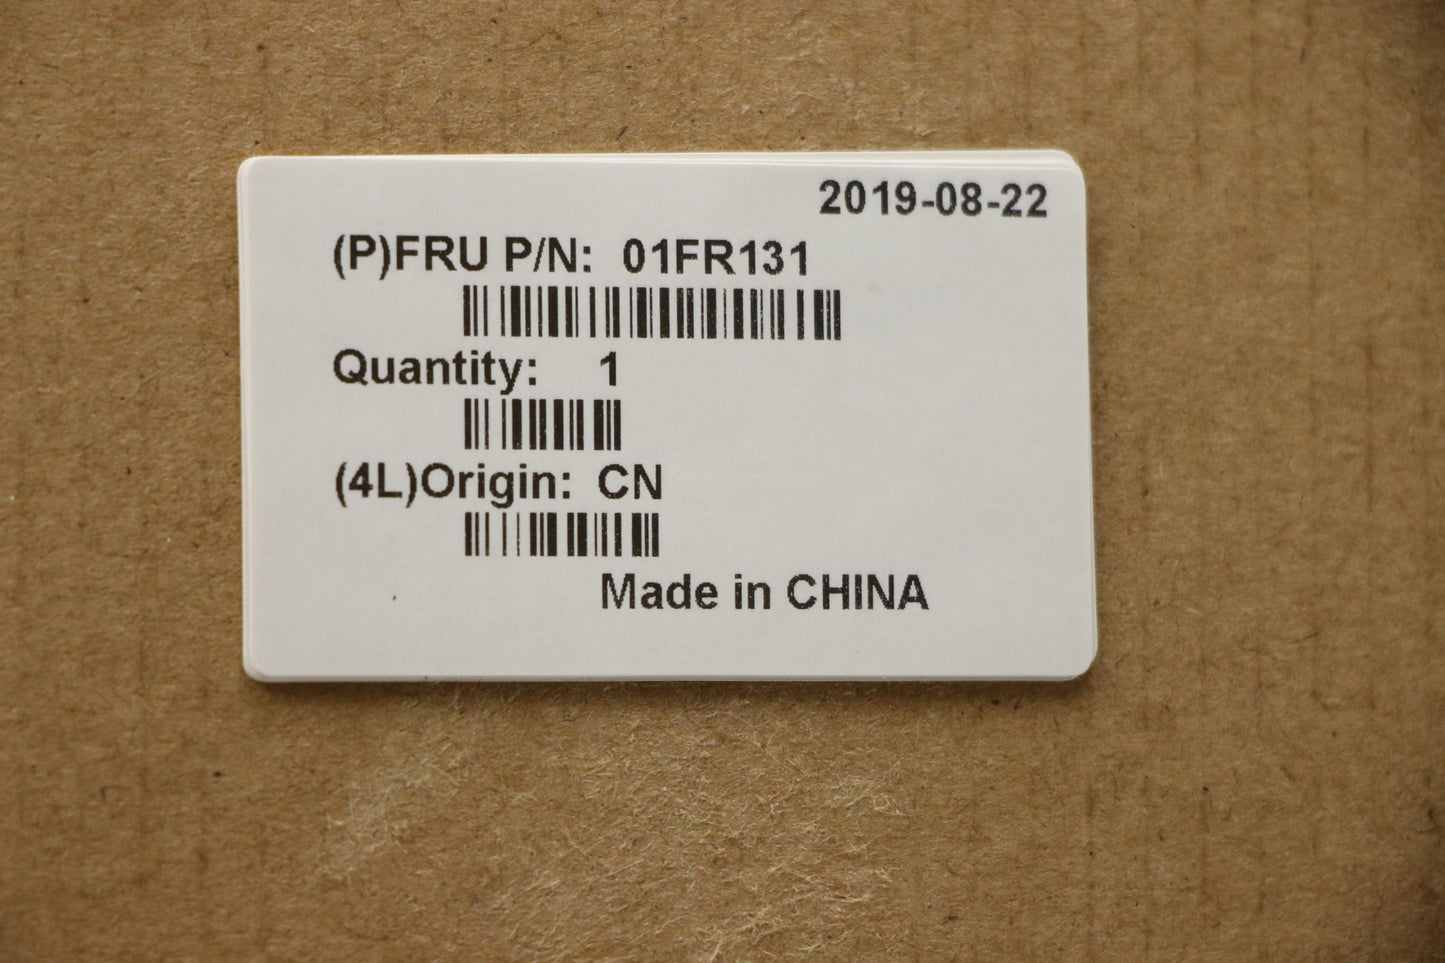 2019-08-22
(P)FRU P/N: 01FR131
Quantity: 1
(4L)Origin: CN
Made in CHINA